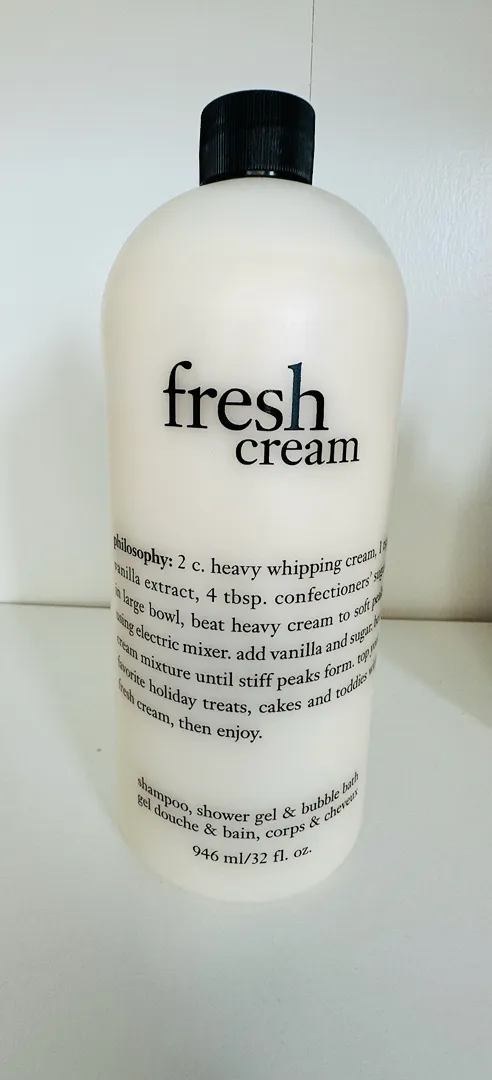 fresh
cream
philosophy: 2 c. heavy whipping cream, 1
vanilla extract, 4 tbsp. confectioners'
in large bowl, beat heavy cream to soft
using electric mixer. add vanilla and sugar.
cream mixture until stiff peaks form. top
favorite holiday treats, cakes and toddies
fresh cream, then enjoy.
shampoo, shower gel & bubble bath
gel douche & bain, corps & cheveux
946 ml/32 fl. oz.